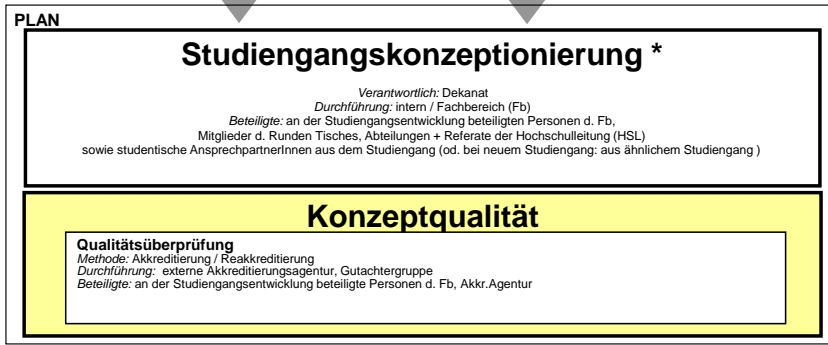 PLAN
Studiengangskonzeptionierung *
Verantwortlich: Dekanat
Durchführung: intern / Fachbereich (Fb)
Beteiligte: an der Studiengangsentwicklung beteiligten Personen d. Fb,
Mitglieder d. Runden Tisches, Abteilungen + Referate der Hochschulleitung (HSL)
sowie studentische AnsprechpartnerInnen aus dem Studiengang (od. bei neuem Studiengang: aus ähnlichem Studiengang )
Konzeptqualität
Qualitätsüberprüfung
Methode: Akkreditierung / Reakkreditierung
Durchführung: externe Akkreditierungsagentur, Gutachtergruppe
Beteiligte: an der Studiengangsentwicklung beteiligte Personen d. Fb, Akkr.Agentur